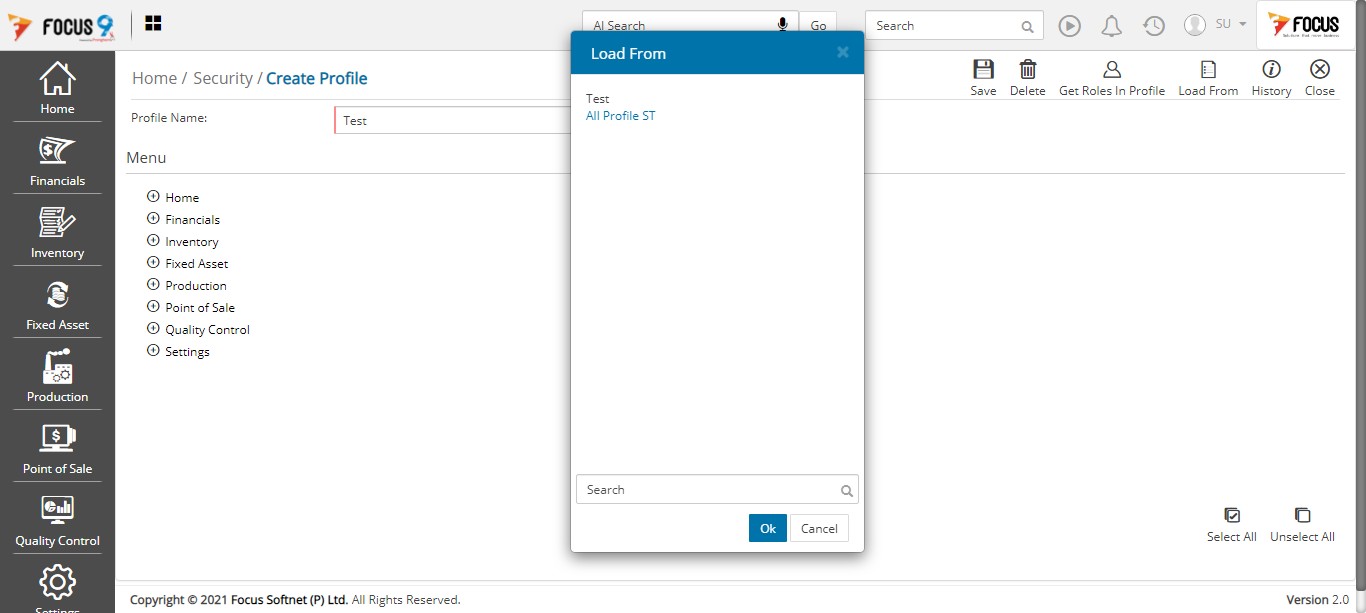 FOCUS 9
AI Search
Go
Search
SU
FOCUS
Load From
Home / Security / Create Profile
Save
Delete
Get Roles In Profile
Load From
History
Close
Profile Name:
Test
Test
All Profile ST
Menu
Home
Financials
Inventory
Fixed Asset
Production
Point of Sale
Quality Control
Settings
Home
Financials
Inventory
Fixed Asset
Production
Point of Sale
Quality Control
Settings
Search
Ok
Cancel
Select All
Unselect All
Copyright © 2021 Focus Softnet (P) Ltd. All Rights Reserved.
Version 2.0